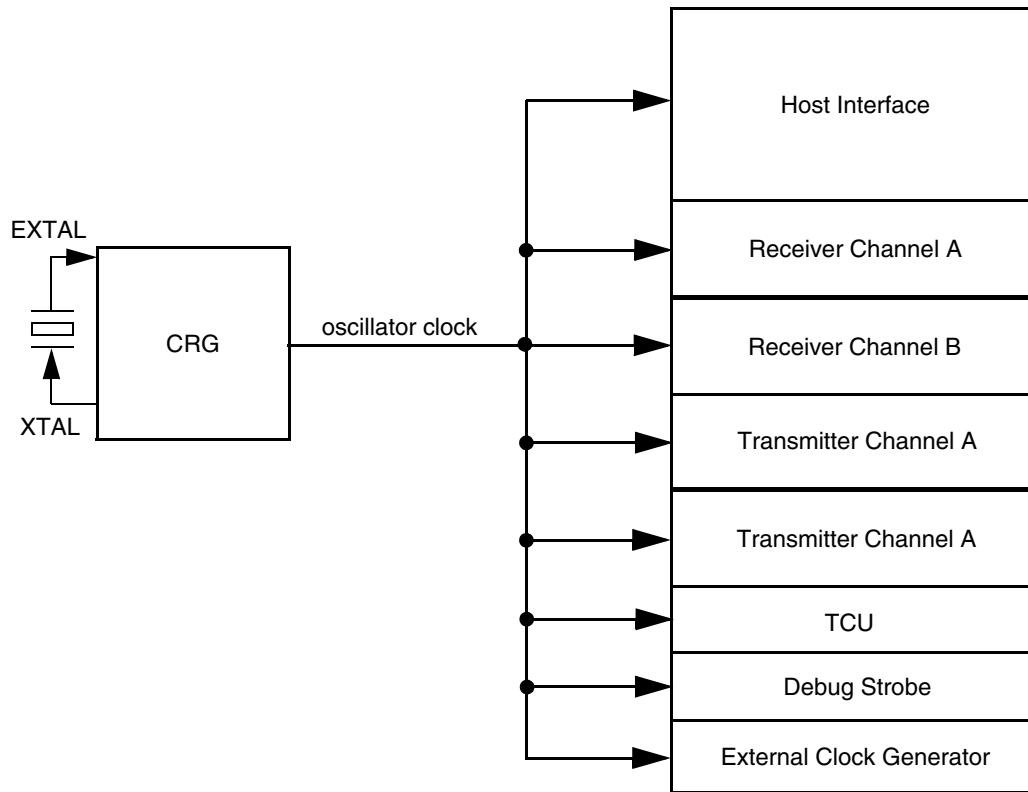 Host Interface
EXTAL
Receiver Channel A
oscillator clock
CRG
Receiver Channel B
XTAL
Transmitter Channel A
Transmitter Channel A
TCU
Debug Strobe
External Clock Generator